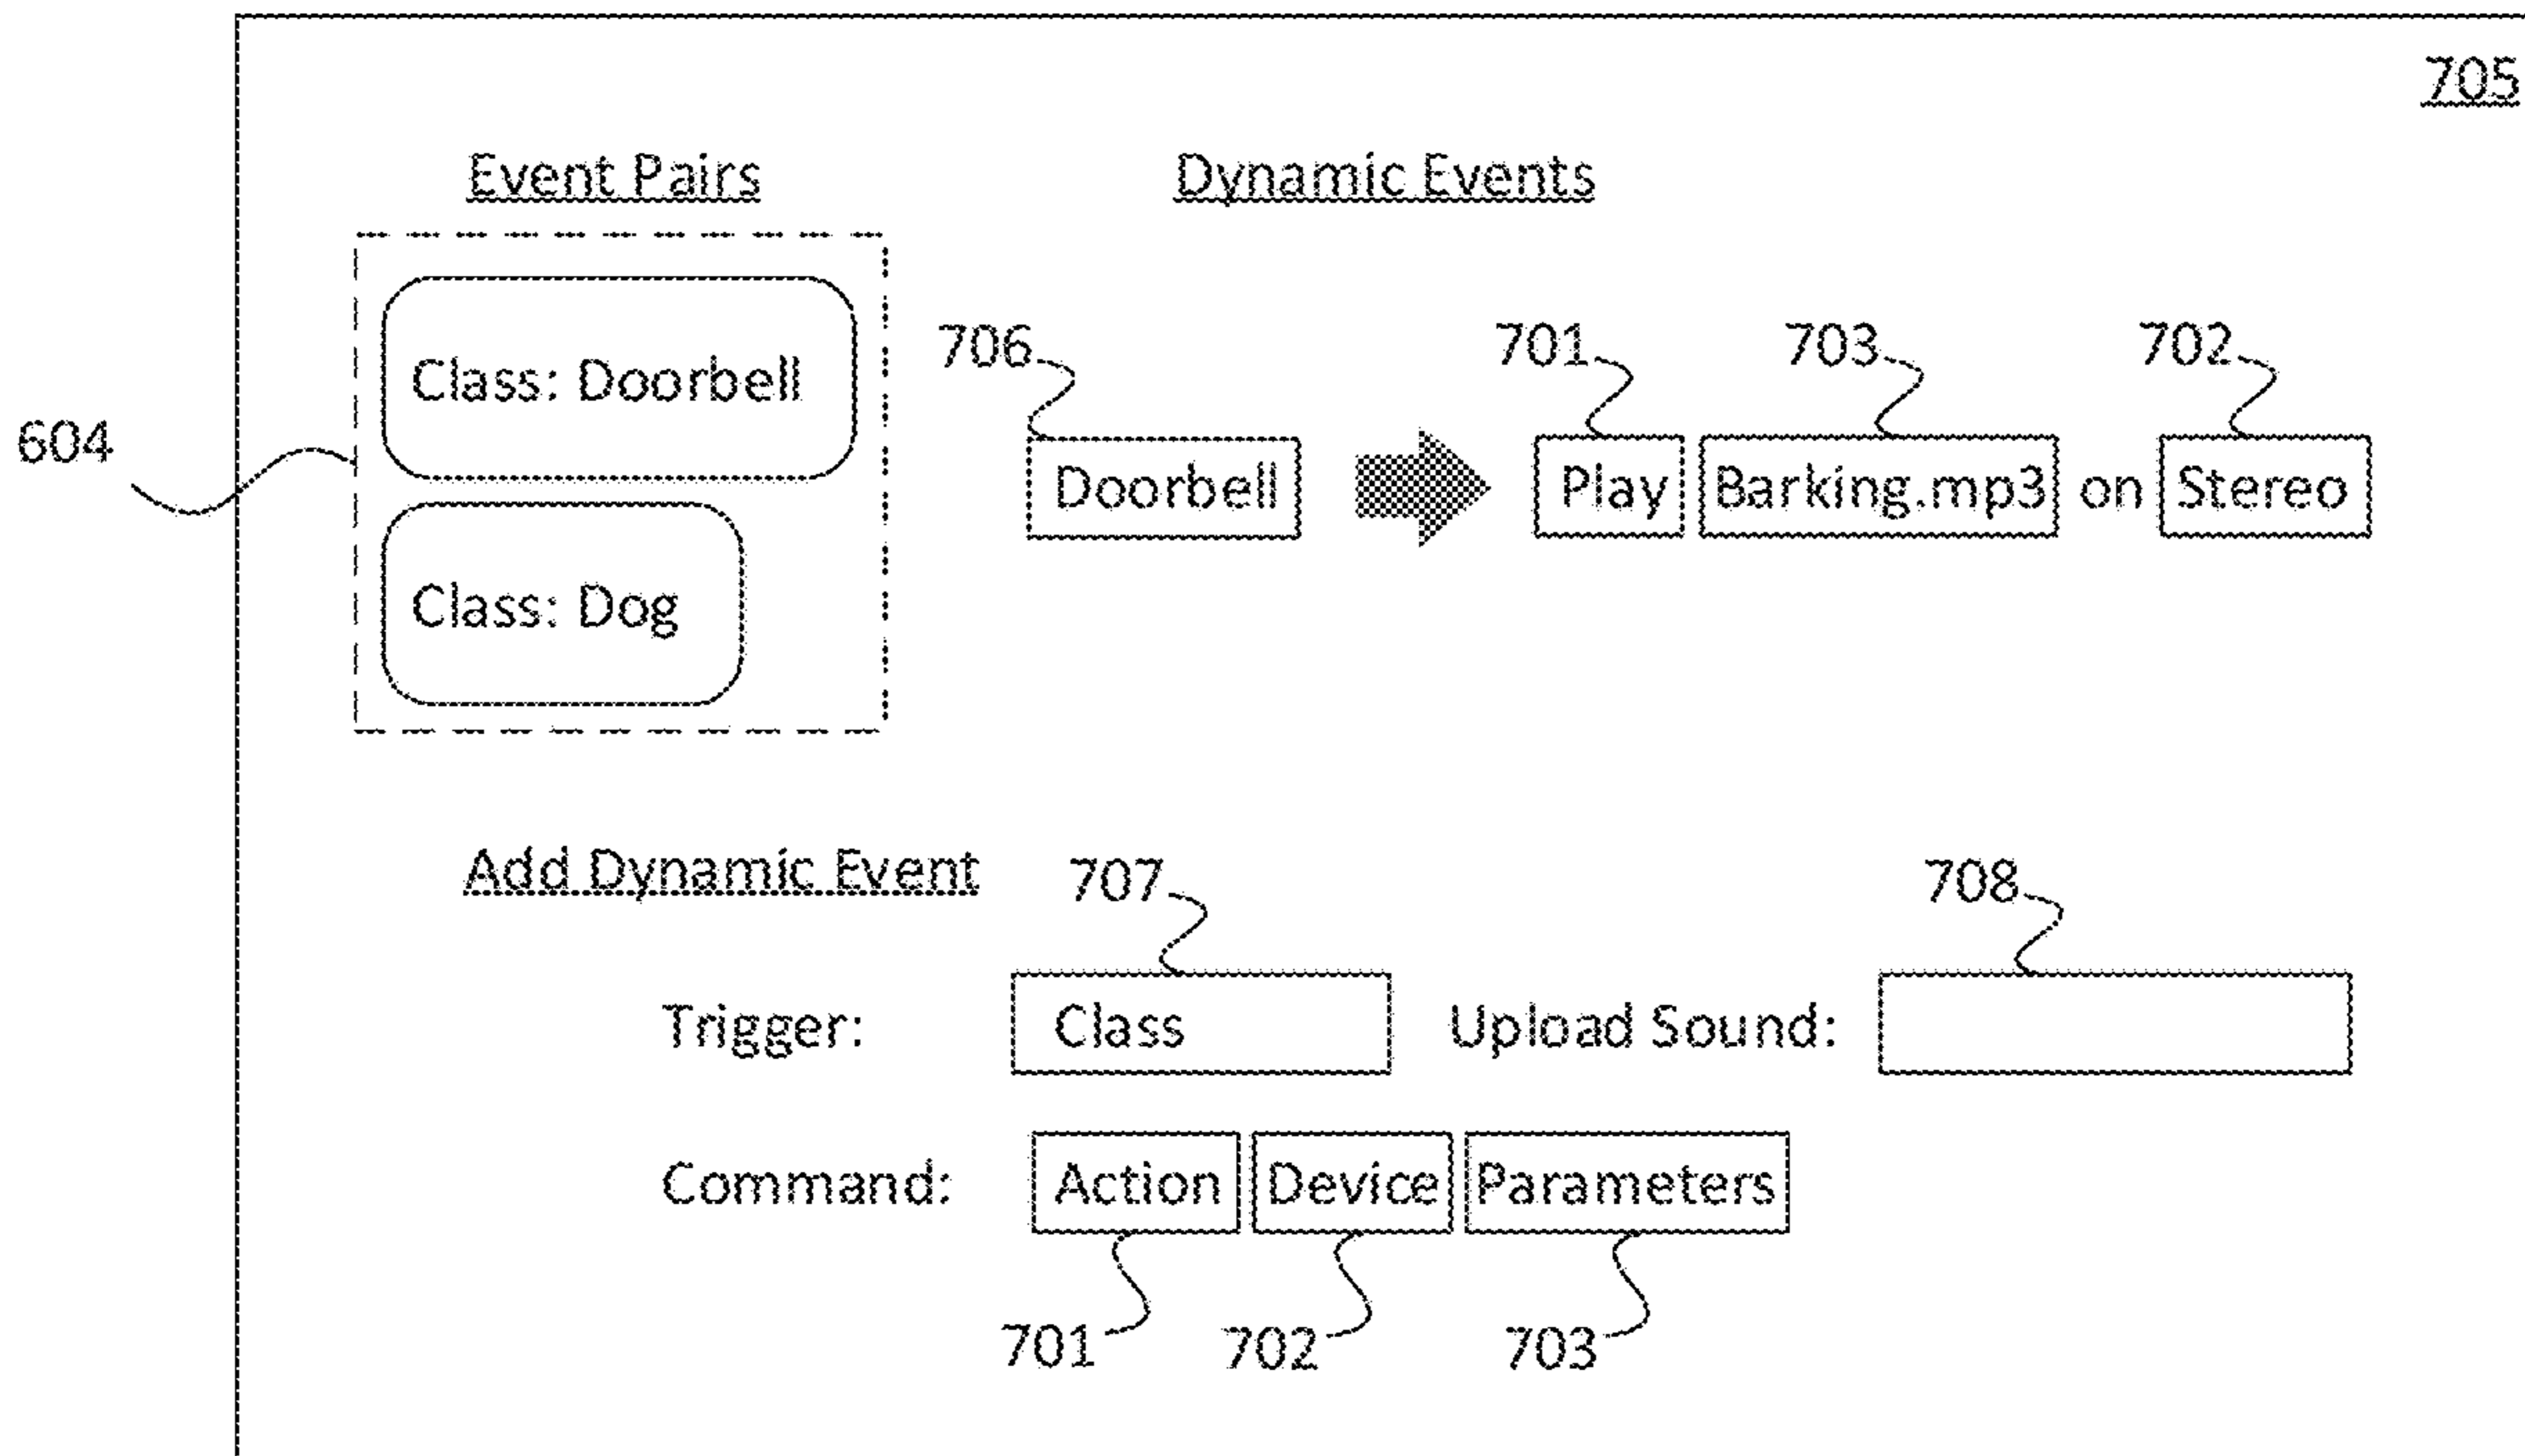 705
Event Pairs Dynamic Events
706 701 703 702
Class: Doorbell
604
Doorbell Play Barking.mp3 on Stereo
Class: Dog
Add Dynamic Event 707 708
Trigger: Class Upload Sound:
Command: Action Device Parameters
701 702 703